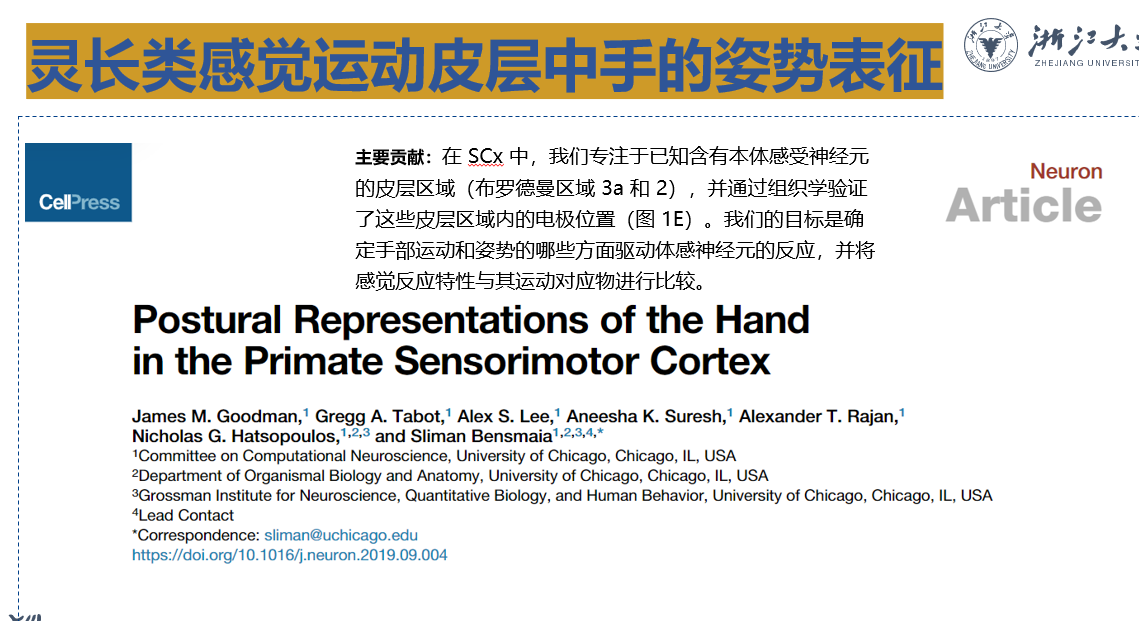 灵长类感觉运动皮层中手的姿势表征
浙江大
ZHEJIANG UNIVERSIT
CellPress
主要贡献：在 SCx 中，我们专注于已知含有本体感受神经元
的皮层区域（布罗德曼区域 3a 和 2），并通过组织学验证
了这些皮层区域内的电极位置（图 1E）。我们的目标是确
定手部运动和姿势的哪些方面驱动体感神经元的反应，并将
感觉反应特性与其运动对应物进行比较。
Neuron
Article
Postural Representations of the Hand
in the Primate Sensorimotor Cortex
James M. Goodman,¹ Gregg A. Tabot,¹ Alex S. Lee,¹ Aneesha K. Suresh,¹ Alexander T. Rajan,¹
Nicholas G. Hatsopoulos,¹,²,³ and Sliman Bensmaia¹,²,³,⁴,*
¹Committee on Computational Neuroscience, University of Chicago, Chicago, IL, USA
²Department of Organismal Biology and Anatomy, University of Chicago, Chicago, IL, USA
³Grossman Institute for Neuroscience, Quantitative Biology, and Human Behavior, University of Chicago, Chicago, IL, USA
⁴Lead Contact
*Correspondence: sliman@uchicago.edu
https://doi.org/10.1016/j.neuron.2019.09.004